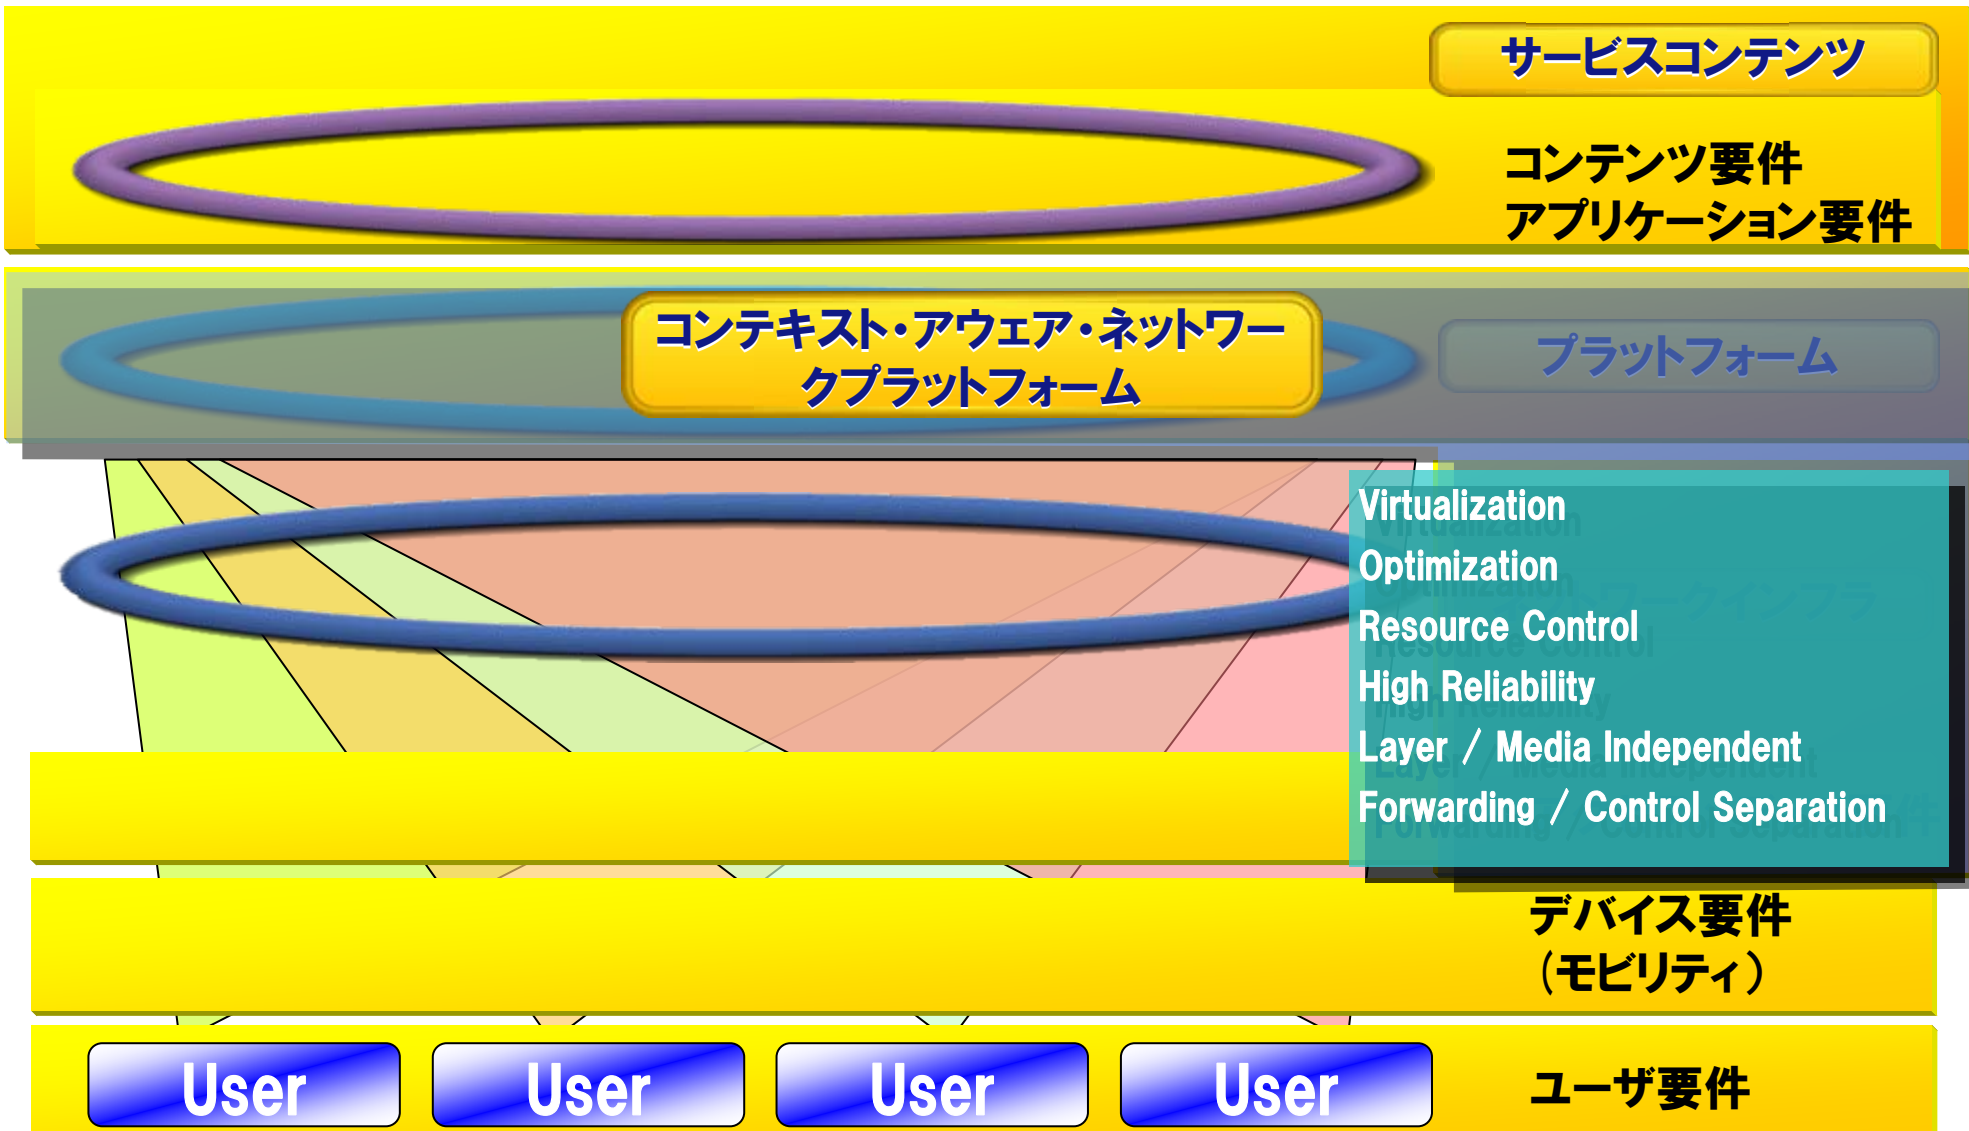 サービスコンテンツ
コンテンツ要件
アプリケーション要件
コンテキスト・アウェア・ネットワー
クプラットフォーム
プラットフォーム
Virtualization
Optimization
Resource Control
High Reliability
Layer / Media Independent
Forwarding / Control Separation
デバイス要件
（モビリティ）
User
User
User
User
ユーザ要件